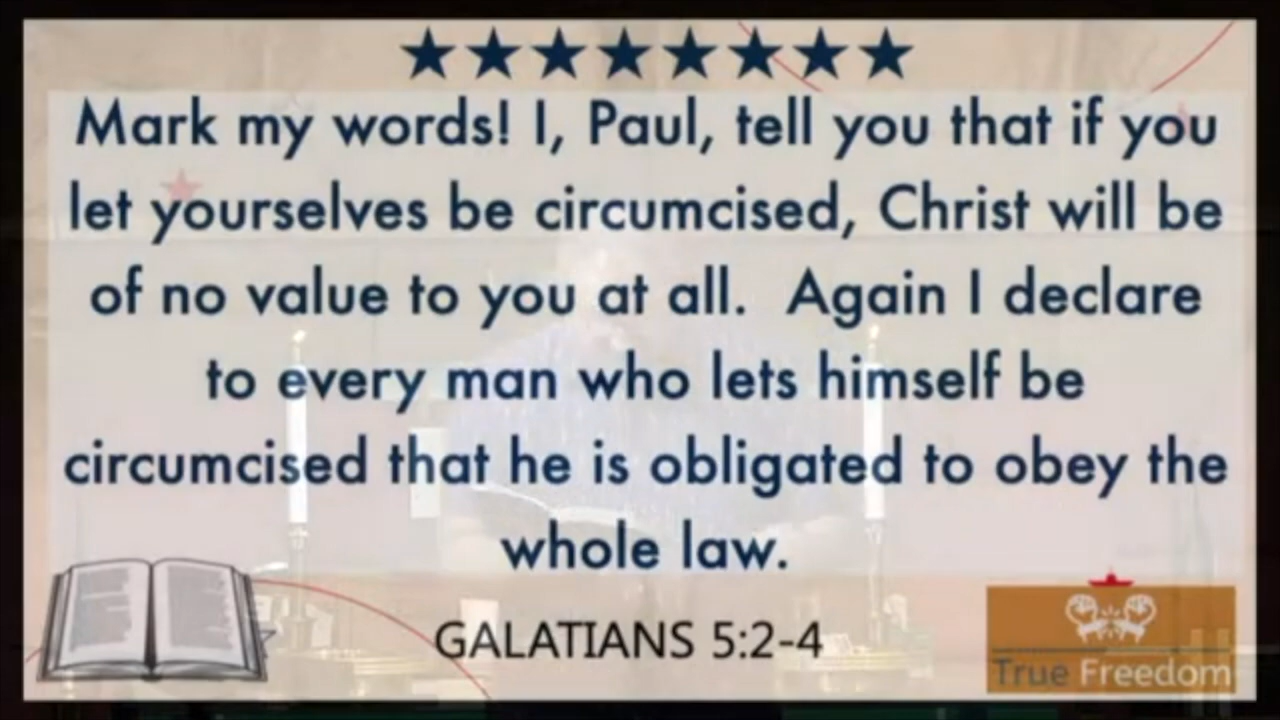 Mark my words! I, Paul, tell you that if you
let yourselves be circumcised, Christ will be
of no value to you at all.  Again I declare
to every man who lets himself be
circumcised that he is obligated to obey the
whole law.
GALATIANS 5:2-4
True Freedom